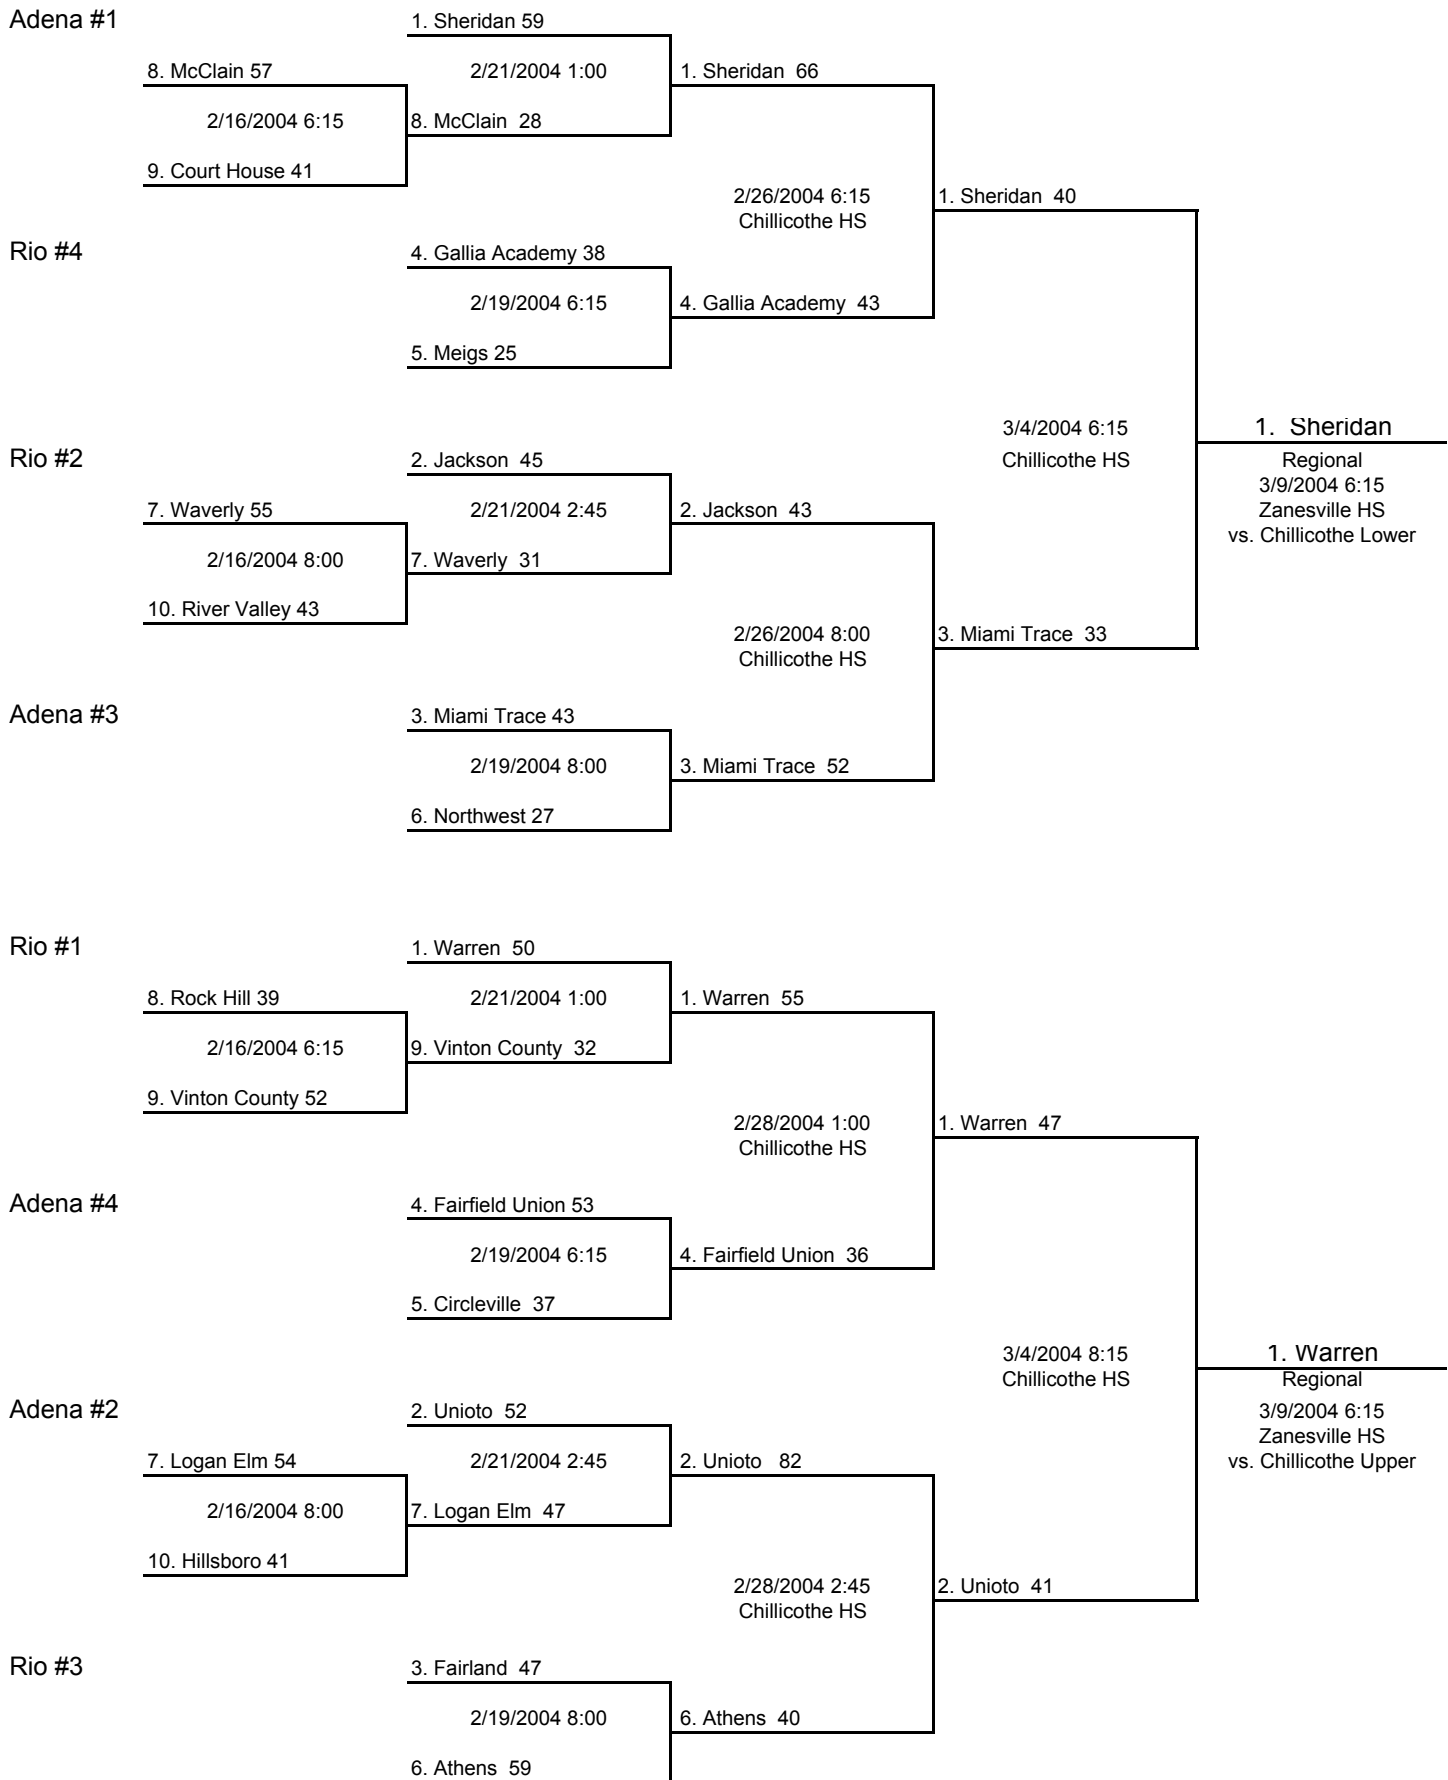 Adena #1
1. Sheridan 59
8. McClain 57
2/21/2004 1:00
1. Sheridan 66
2/16/2004 6:15
8. McClain 28
9. Court House 41
2/26/2004 6:15
Chillicothe HS
1. Sheridan 40
Rio #4
4. Gallia Academy 38
2/19/2004 6:15
4. Gallia Academy 43
5. Meigs 25
3/4/2004 6:15
Chillicothe HS
1. Sheridan
Regional
3/9/2004 6:15
Zanesville HS
vs. Chillicothe Lower
Rio #2
2. Jackson 45
7. Waverly 55
2/21/2004 2:45
2. Jackson 43
2/16/2004 8:00
7. Waverly 31
10. River Valley 43
2/26/2004 8:00
Chillicothe HS
3. Miami Trace 33
Adena #3
3. Miami Trace 43
2/19/2004 8:00
3. Miami Trace 52
6. Northwest 27
Rio #1
1. Warren 50
8. Rock Hill 39
2/21/2004 1:00
1. Warren 55
2/16/2004 6:15
9. Vinton County 32
9. Vinton County 52
2/28/2004 1:00
Chillicothe HS
1. Warren 47
Adena #4
4. Fairfield Union 53
2/19/2004 6:15
4. Fairfield Union 36
5. Circleville 37
3/4/2004 8:15
Chillicothe HS
1. Warren
Regional
3/9/2004 6:15
Zanesville HS
vs. Chillicothe Upper
Adena #2
2. Unioto 52
7. Logan Elm 54
2/21/2004 2:45
2. Unioto 82
2/16/2004 8:00
7. Logan Elm 47
10. Hillsboro 41
2/28/2004 2:45
Chillicothe HS
2. Unioto 41
Rio #3
3. Fairland 47
2/19/2004 8:00
6. Athens 40
6. Athens 59